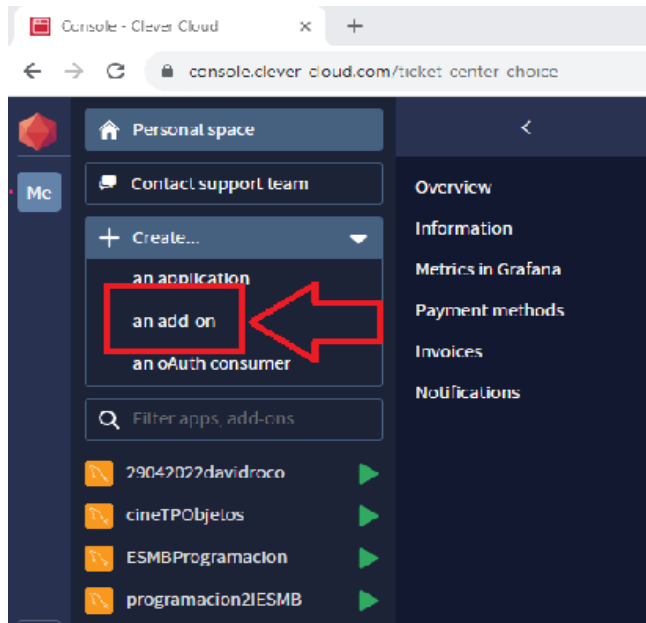 Console - Clever Cloud
console.clever-cloud.com/ticket-center-choice
Me
Personal space
Contact support team
Create...
an application
an add-on
an oAuth consumer
Filter apps, add-ons
29042022davidroco
cineTPObjetos
ESMBProgramacion
programacion2IESMB
Overview
Information
Metrics in Grafana
Payment methods
Invoices
Notifications